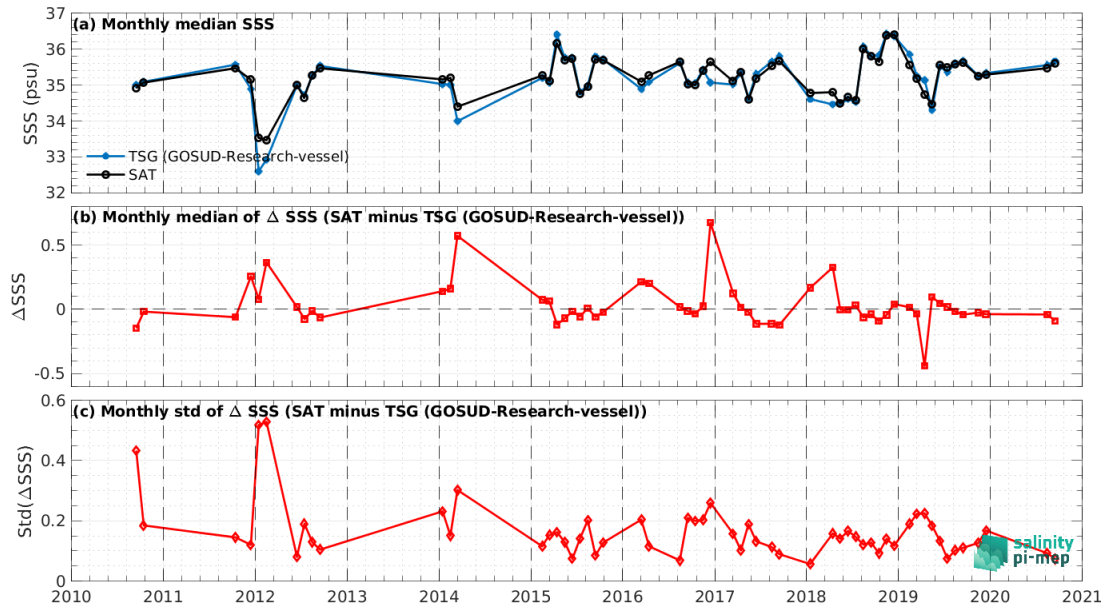 (a) Monthly median SSS
37
36
35
34
33
32
SSS (psu)
TSG (GOSUD-Research-vessel)
SAT
(b) Monthly median of Δ SSS (SAT minus TSG (GOSUD-Research-vessel))
0.5
0
-0.5
ΔSSS
(c) Monthly std of Δ SSS (SAT minus TSG (GOSUD-Research-vessel))
0.6
0.4
0.2
0
Std(ΔSSS)
salinity
pi-mep
2010 2011 2012 2013 2014 2015 2016 2017 2018 2019 2020 2021